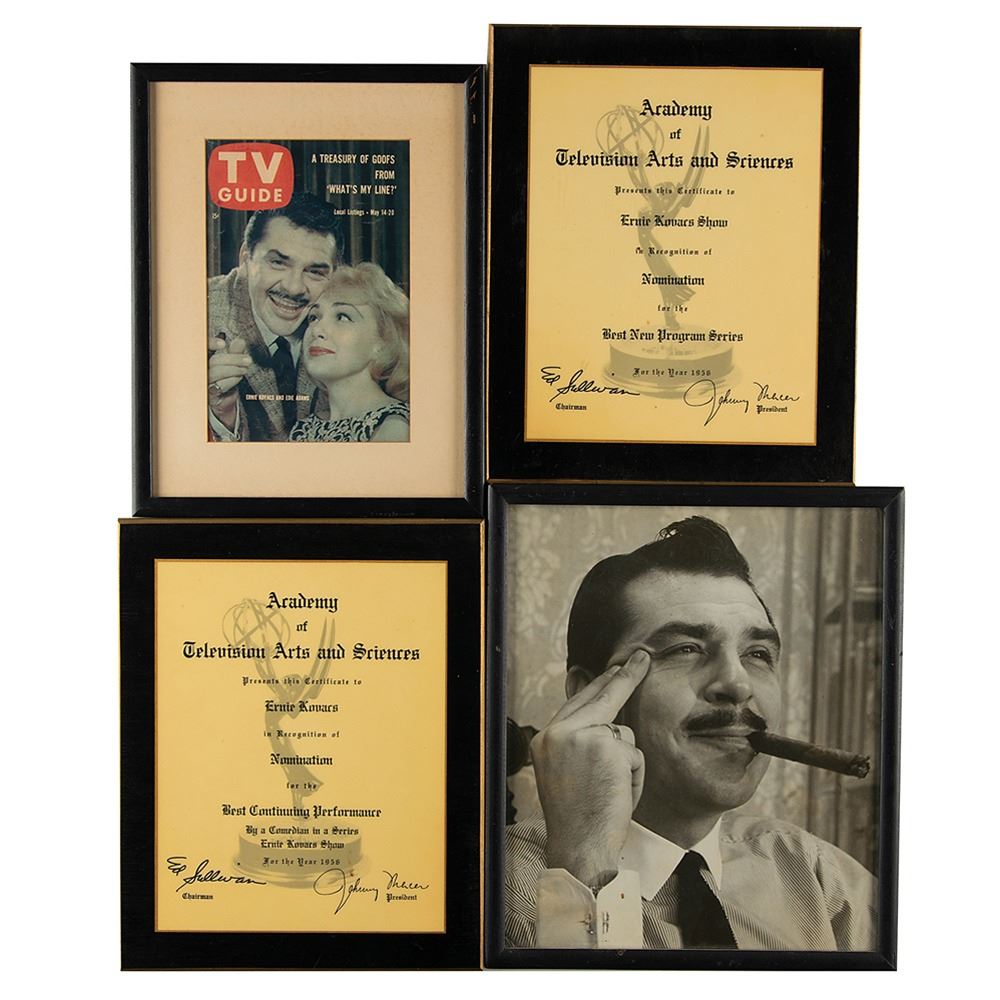 TV
GUIDE
15¢
A TREASURY OF GOOFS
FROM
'WHAT'S MY LINE?'
Local Listings • May 14-20
ERNIE KOVACS AND EDIE ADAMS
Academy
of
Television Arts and Sciences
Presents this Certificate to
Ernie Kovacs Show
in Recognition of
Nomination
for the
Best New Program Series
For the Year 1956
Ed Sullivan
Chairman
Johnny Mercer
President
Academy
of
Television Arts and Sciences
Presents this Certificate to
Ernie Kovacs
in Recognition of
Nomination
for the
Best Continuing Performance
By a Comedian in a Series
Ernie Kovacs Show
For the Year 1956
Ed Sullivan
Chairman
Johnny Mercer
President